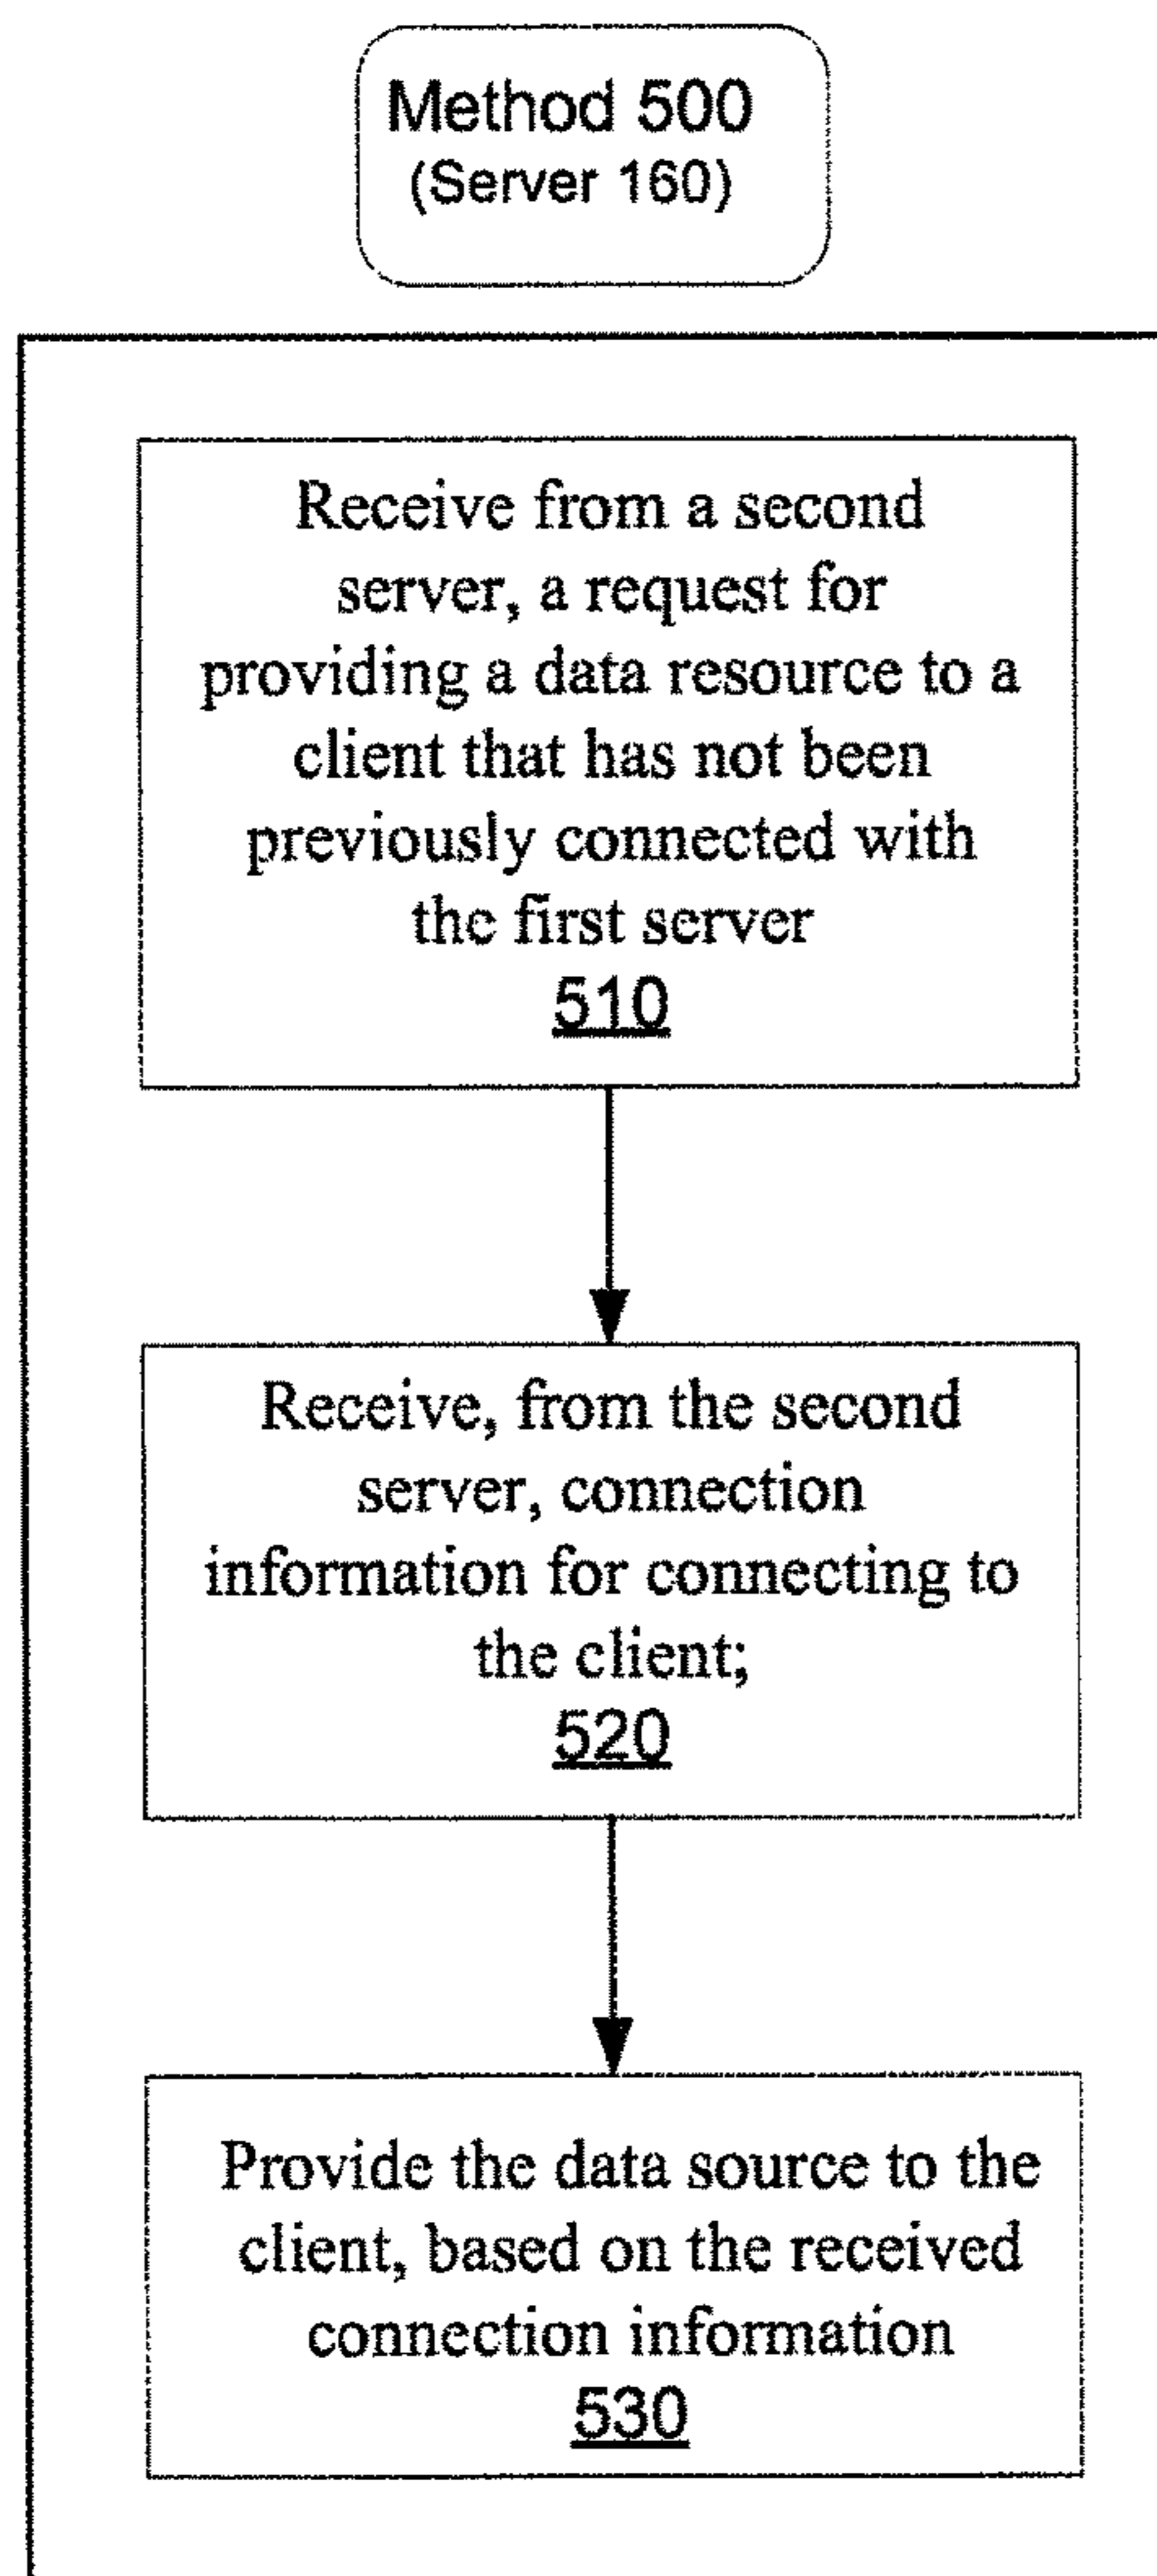 Method 500
(Server 160)
Receive from a second
server, a request for
providing a data resource to a
client that has not been
previously connected with
the first server
510
Receive, from the second
server, connection
information for connecting to
the client;
520
Provide the data source to the
client, based on the received
connection information
530